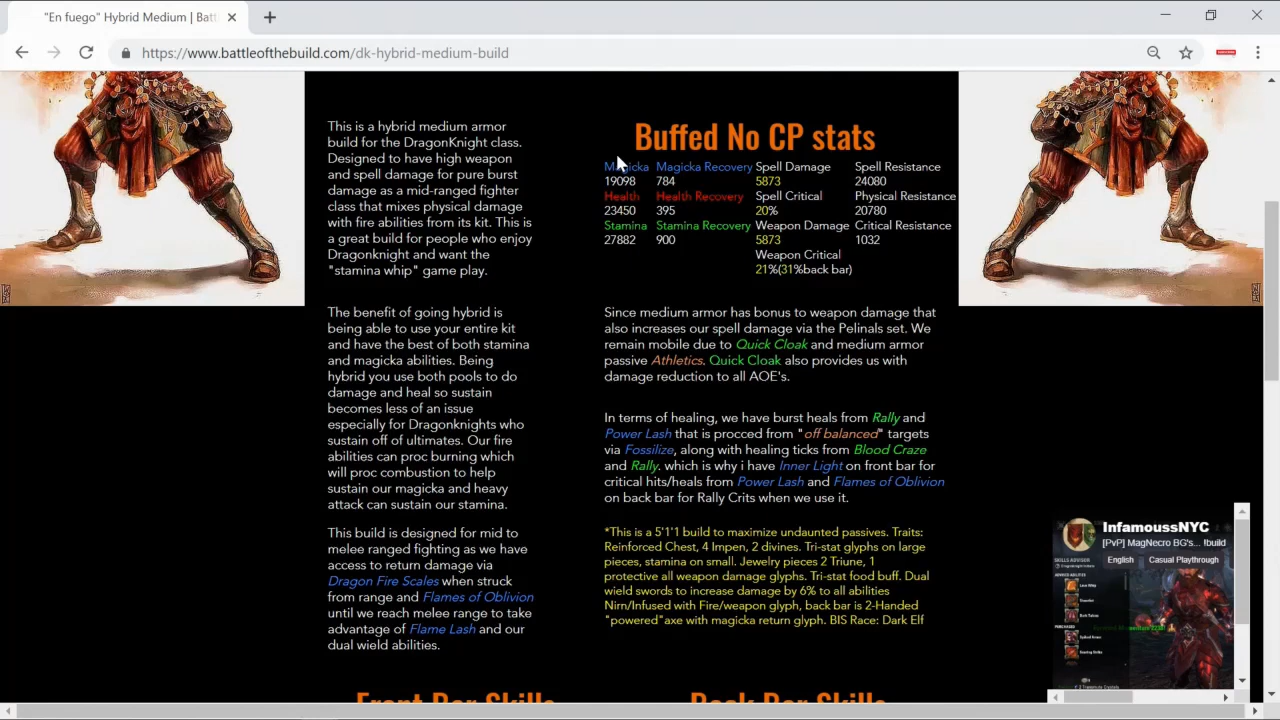 "En fuego" Hybrid Medium | Batt
https://www.battleofthebuild.com/dk-hybrid-medium-build
This is a hybrid medium armor
build for the DragonKnight class.
Designed to have high weapon
and spell damage for pure burst
damage as a mid-ranged fighter
class that mixes physical damage
with fire abilities from its kit. This is
a great build for people who enjoy
Dragonknight and want the
"stamina whip" game play.
The benefit of going hybrid is
being able to use your entire kit
and have the best of both stamina
and magicka abilities. Being
hybrid you use both pools to do
damage and heal so sustain
becomes less of an issue
especially for Dragonknights who
sustain off of ultimates. Our fire
abilities can proc burning which
will proc combustion to help
sustain our magicka and heavy
attack can sustain our stamina.
This build is designed for mid to
melee ranged fighting as we have
access to return damage via
Dragon Fire Scales when struck
from range and Flames of Oblivion
until we reach melee range to take
advantage of Flame Lash and our
dual wield abilities.
Buffed No CP stats
Magicka Magicka Recovery Spell Damage Spell Resistance
19098 784 5873 24080
Health Health Recovery Spell Critical Physical Resistance
23450 395 20% 20780
Stamina Stamina Recovery Weapon Damage Critical Resistance
27882 900 5873 1032
Weapon Critical
21%(31%back bar)
Since medium armor has bonus to weapon damage that
also increases our spell damage via the Pelinals set. We
remain mobile due to Quick Cloak and medium armor
passive Athletics. Quick Cloak also provides us with
damage reduction to all AOE's.
In terms of healing, we have burst heals from Rally and
Power Lash that is procced from "off balanced" targets
via Fossilize, along with healing ticks from Blood Craze
and Rally. which is why i have Inner Light on front bar for
critical hits/heals from Power Lash and Flames of Oblivion
on back bar for Rally Crits when we use it.
*This is a 5'1'1 build to maximize undaunted passives. Traits:
Reinforced Chest, 4 Impen, 2 divines. Tri-stat glyphs on large
pieces, stamina on small. Jewelry pieces 2 Triune, 1
protective all weapon damage glyphs. Tri-stat food buff. Dual
wield swords to increase damage by 6% to all abilities
Nirn/Infused with Fire/weapon glyph, back bar is 2-Handed
"powered"axe with magicka return glyph. BIS Race: Dark Elf
Front Bar Skills
Back Bar Skills
InfamoussNYC
[PvP] MagNecro BG's... !build
English Casual Playthrough
SKILLS ADVISOR